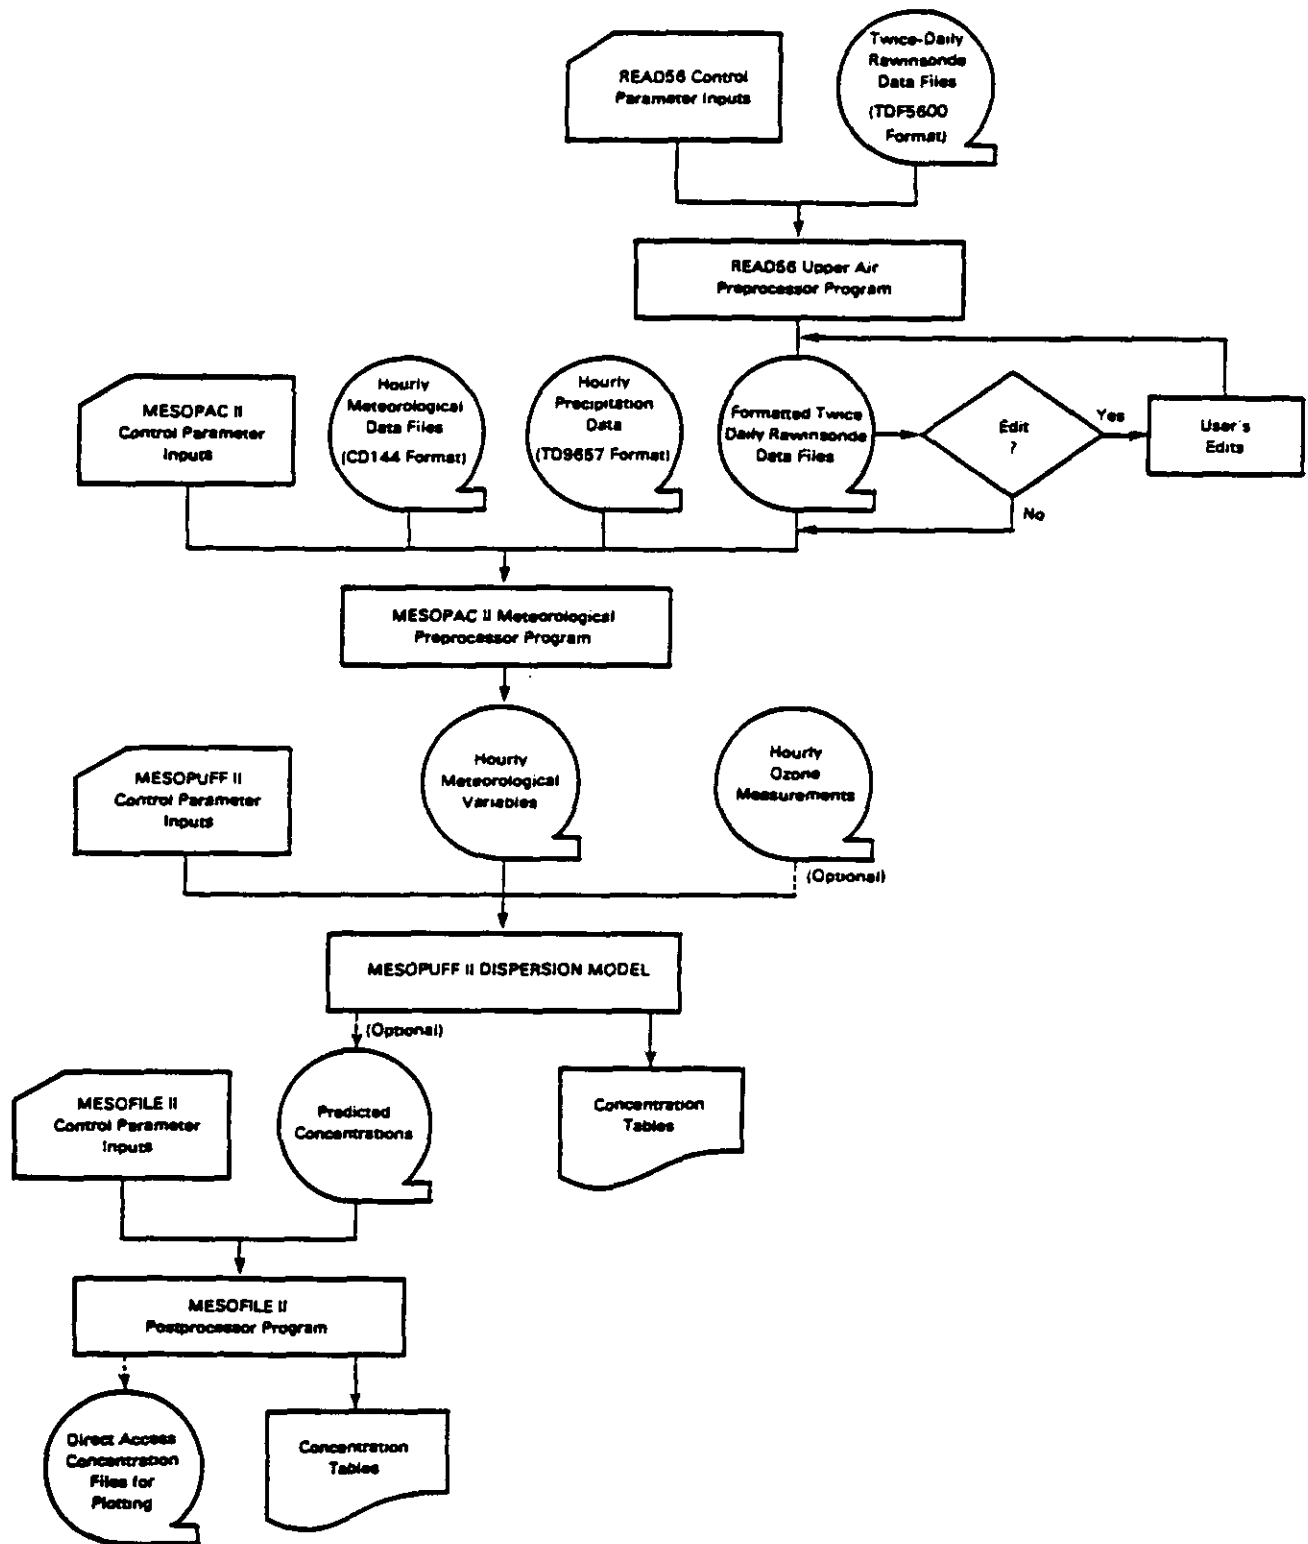 READ56 Control
Parameter Inputs
Twice-Daily
Rawinsonde
Data Files
(TDF5600
Format)
READ56 Upper Air
Preprocessor Program
MESOPAC II
Control Parameter
Inputs
Hourly
Meteorological
Data Files
(CD144 Format)
Hourly
Precipitation
Data
(TD9657 Format)
Formatted Twice
Daily Rawinsonde
Data Files
Edit
?
Yes
No
User's
Edits
MESOPAC II Meteorological
Preprocessor Program
MESOPUFF II
Control Parameter
Inputs
Hourly
Meteorological
Variables
Hourly
Ozone
Measurements
(Optional)
MESOPUFF II DISPERSION MODEL
(Optional)
MESOFILE II
Control Parameter
Inputs
Predicted
Concentrations
Concentration
Tables
MESOFILE II
Postprocessor Program
Direct Access
Concentration
Files for
Plotting
Concentration
Tables